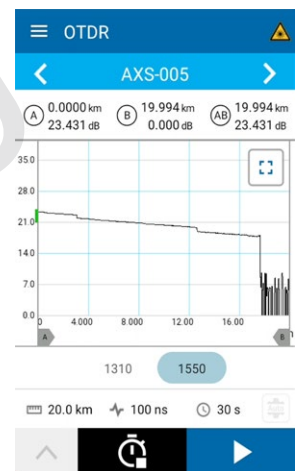 OTDR
AXS-005
A 0.0000 km 23.431 dB
B 19.994 km 0.000 dB
AB 19.994 km 23.431 dB
35.0
28.0
21.0
14.0
7.0
0.0
0 4.000 8.000 12.00 16.00
A B
1310 1550
20.0 km 100 ns 30 s